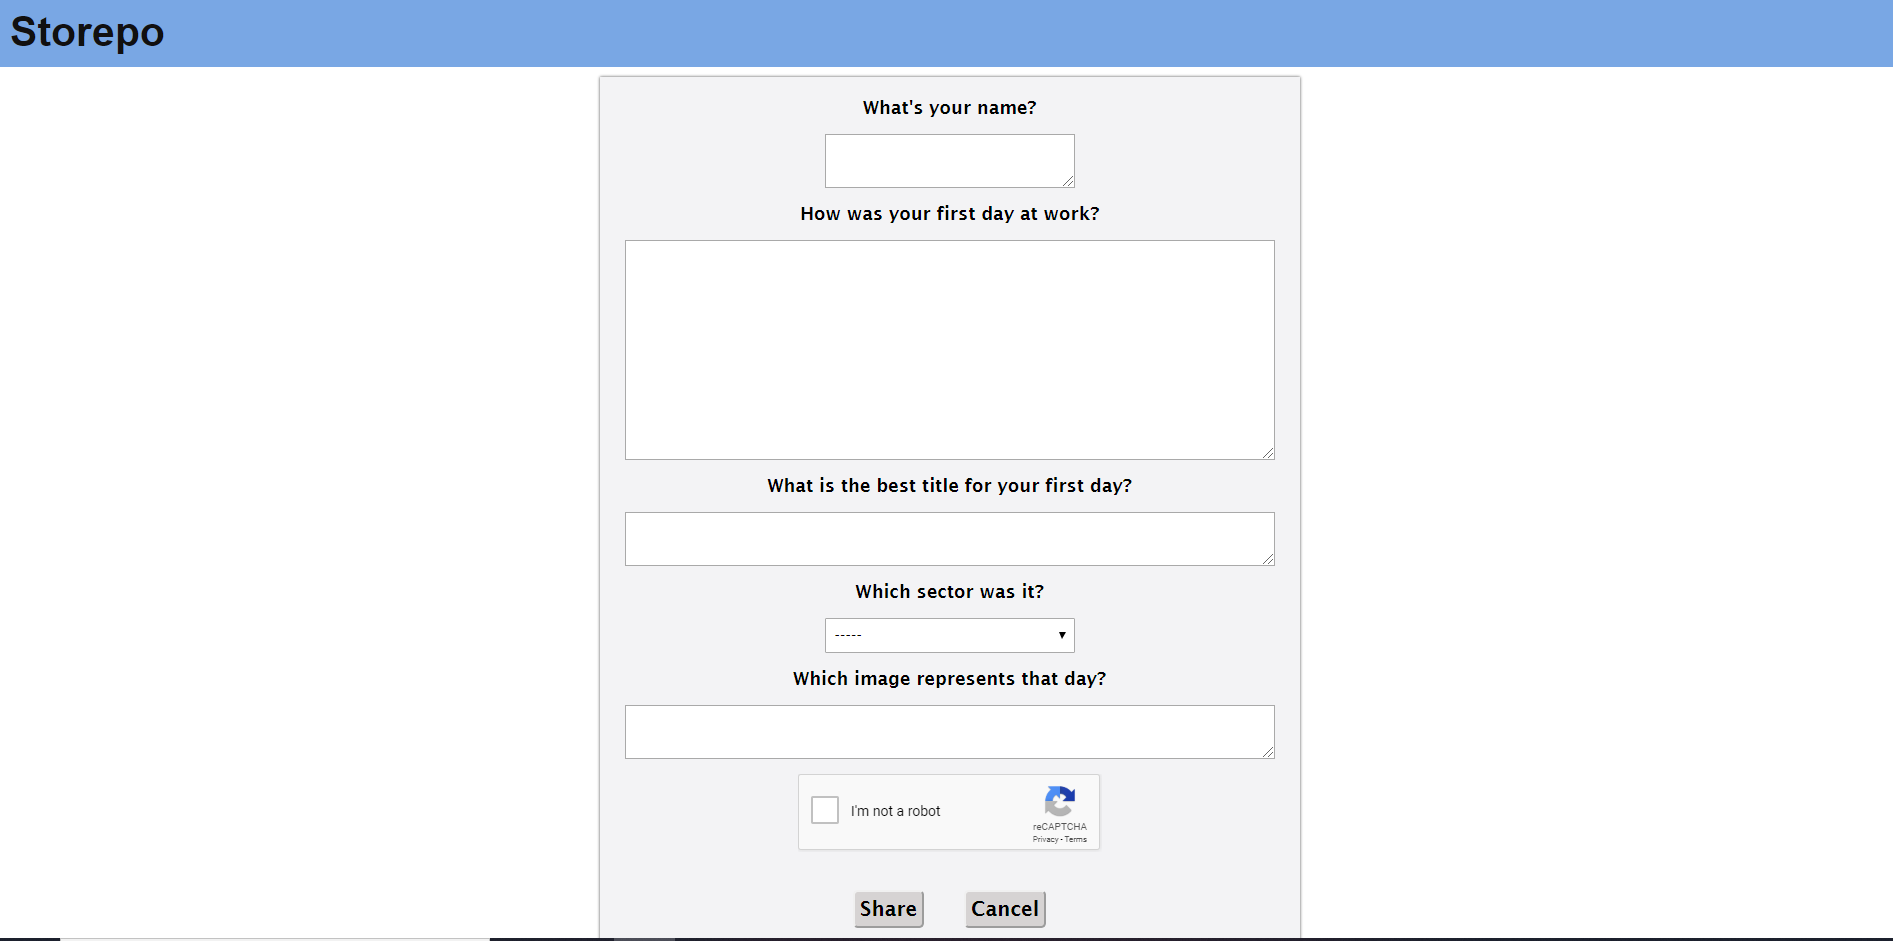 Storepo
What's your name?
How was your first day at work?
What is the best title for your first day?
Which sector was it?
-----
Which image represents that day?
I'm not a robot
reCAPTCHA
Privacy - Terms
Share Cancel